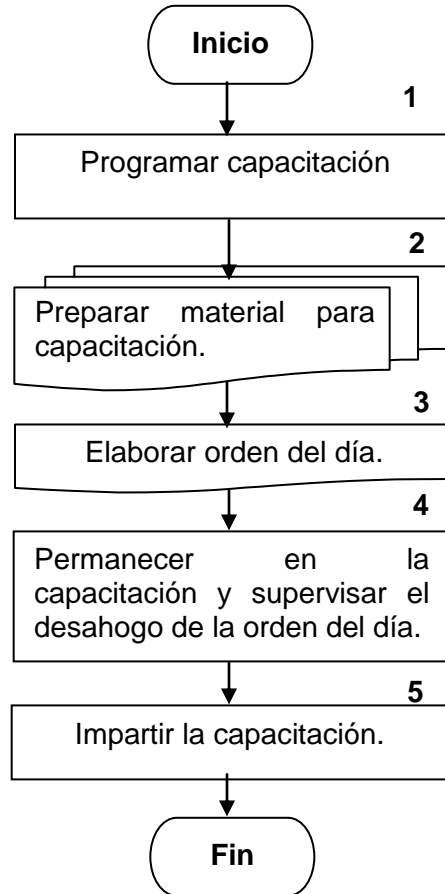 Inicio
1
Programar capacitación
2
Preparar material para
capacitación.
3
Elaborar orden del día.
4
Permanecer en la
capacitación y supervisar el
desahogo de la orden del día.
5
Impartir la capacitación.
Fin